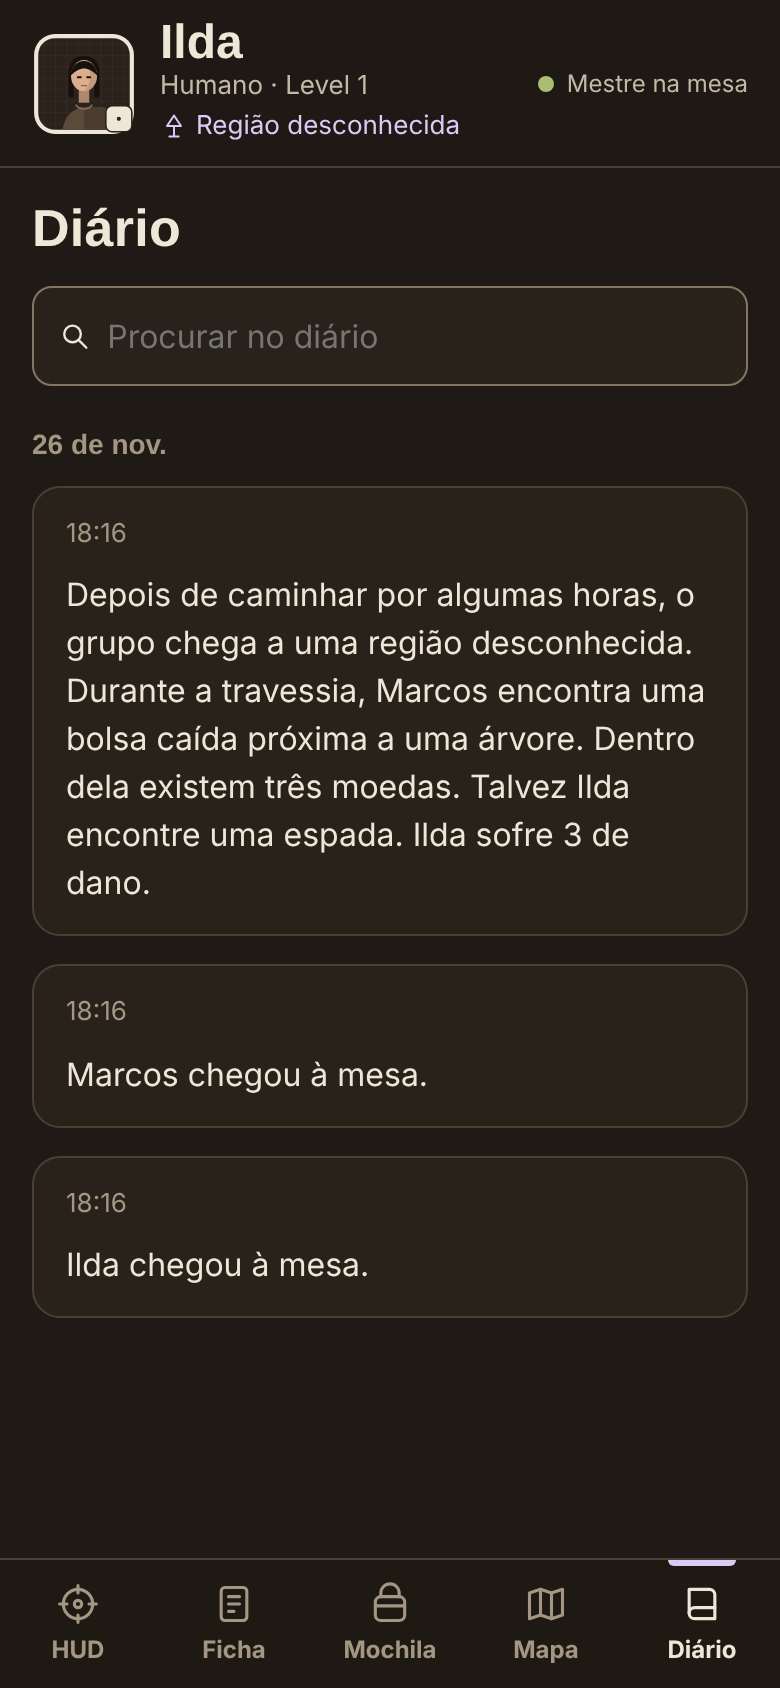 Ilda
Humano · Level 1
Mestre na mesa
Região desconhecida
Diário
Procurar no diário
26 de nov.
18:16
Depois de caminhar por algumas horas, o
grupo chega a uma região desconhecida.
Durante a travessia, Marcos encontra uma
bolsa caída próxima a uma árvore. Dentro
dela existem três moedas. Talvez Ilda
encontre uma espada. Ilda sofre 3 de
dano.
18:16
Marcos chegou à mesa.
18:16
Ilda chegou à mesa.
HUD
Ficha
Mochila
Mapa
Diário